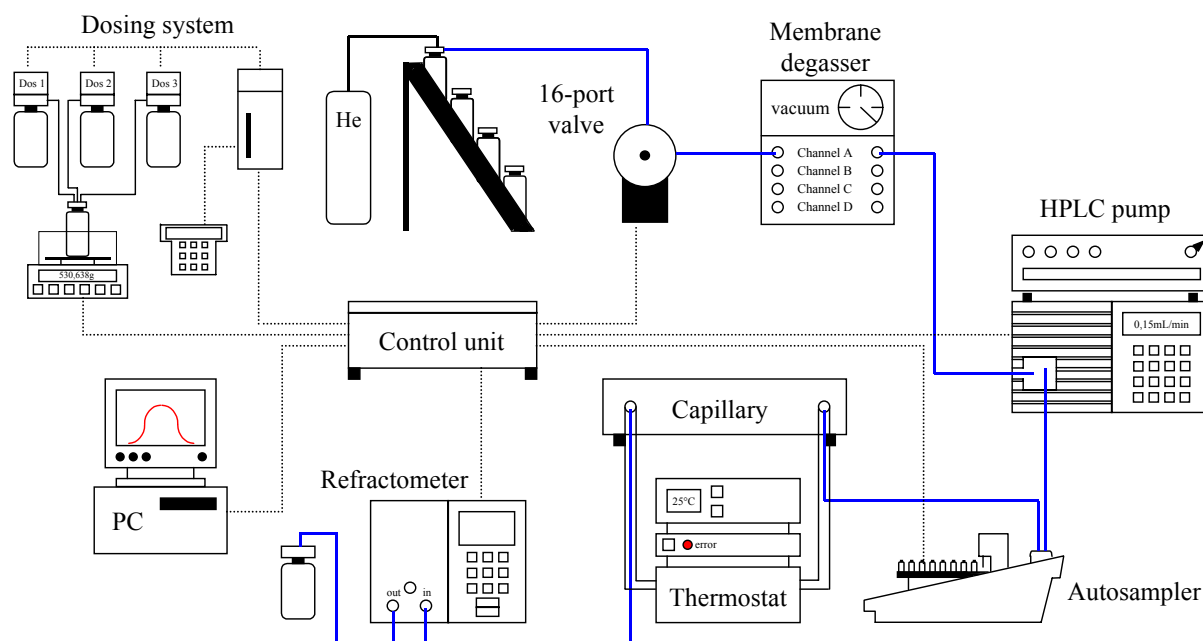 Dosing system
Dos 1
Dos 2
Dos 3
530,638g
He
16-port
valve
Membrane
degasser
vacuum
Channel A
Channel B
Channel C
Channel D
HPLC pump
0,15mL/min
Control unit
PC
Refractometer
out
in
Capillary
25°C
error
Thermostat
Autosampler